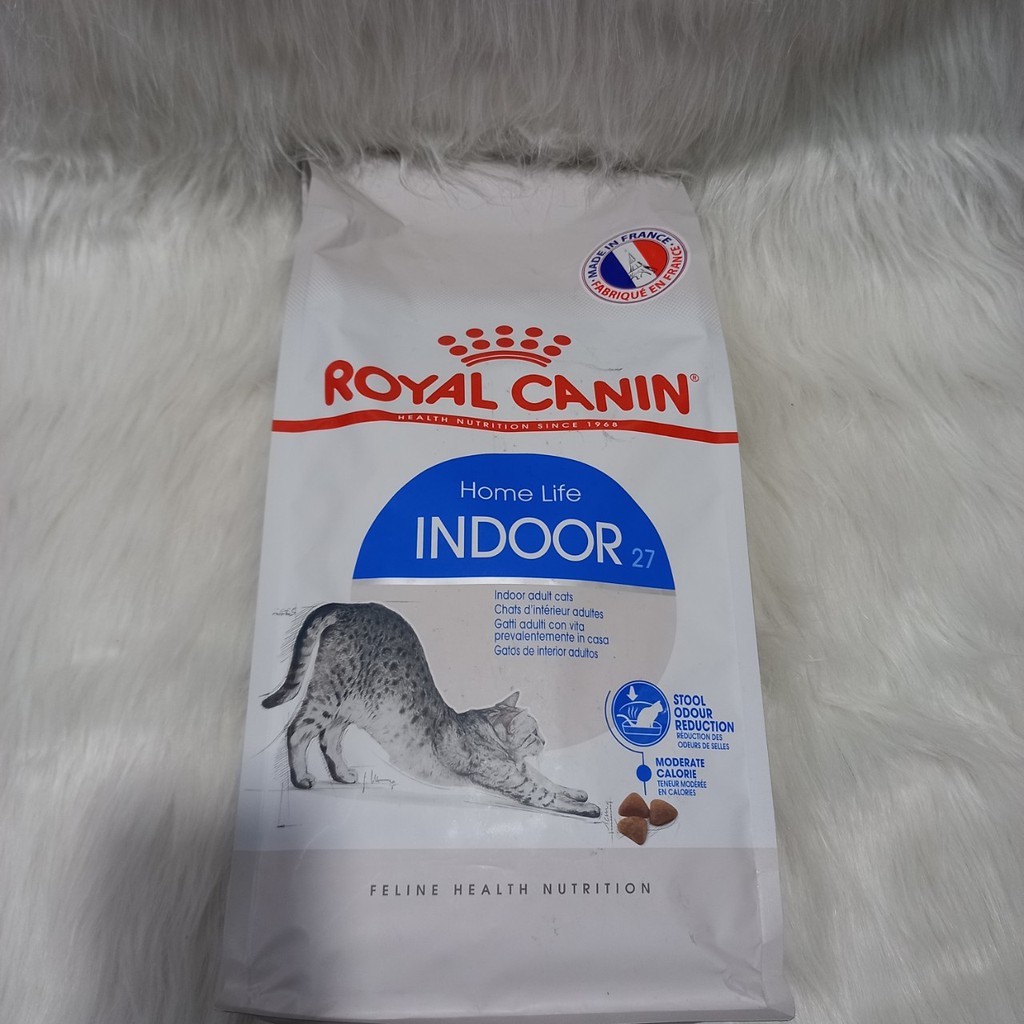 MADE IN FRANCE
FABRIQUÉ EN FRANCE
ROYAL CANIN®
HEALTH NUTRITION SINCE 1968
Home Life
INDOOR 27
Indoor adult cats
Chats d'intérieur adultes
Gatti adulti con vita
prevalentemente in casa
Gatos de interior adultos
STOOL
ODOUR
REDUCTION
RÉDUCTION DES
ODEURS DE SELLES
MODERATE
CALORIE
TENEUR MODÉRÉE
EN CALORIES
FELINE HEALTH NUTRITION